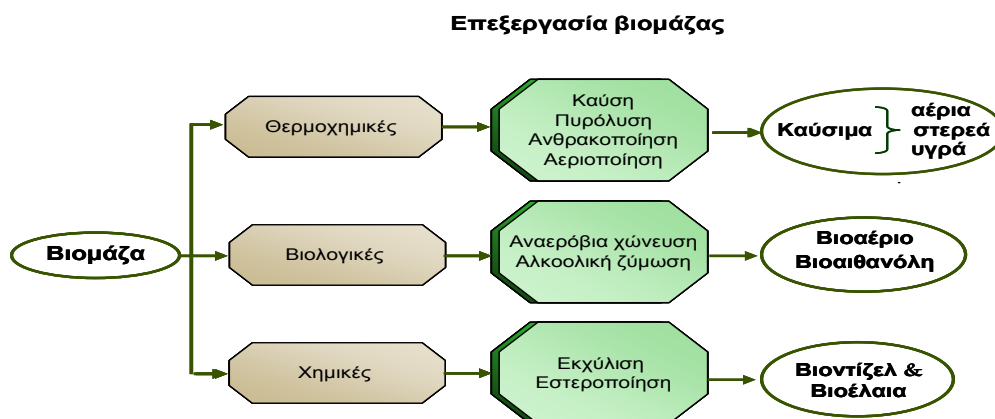 Επεξεργασία βιομάζας
Θερμοχημικές
Καύση
Πυρόλυση
Ανθρακοποίηση
Αεριοποίηση
Καύσιμα
αέρια
στερεά
υγρά
Βιομάζα
Βιολογικές
Αναερόβια χώνευση
Αλκοολική ζύμωση
Βιοαέριο
Βιοαιθανόλη
Χημικές
Εκχύλιση
Εστεροποίηση
Βιοντίζελ &
Βιοέλαια